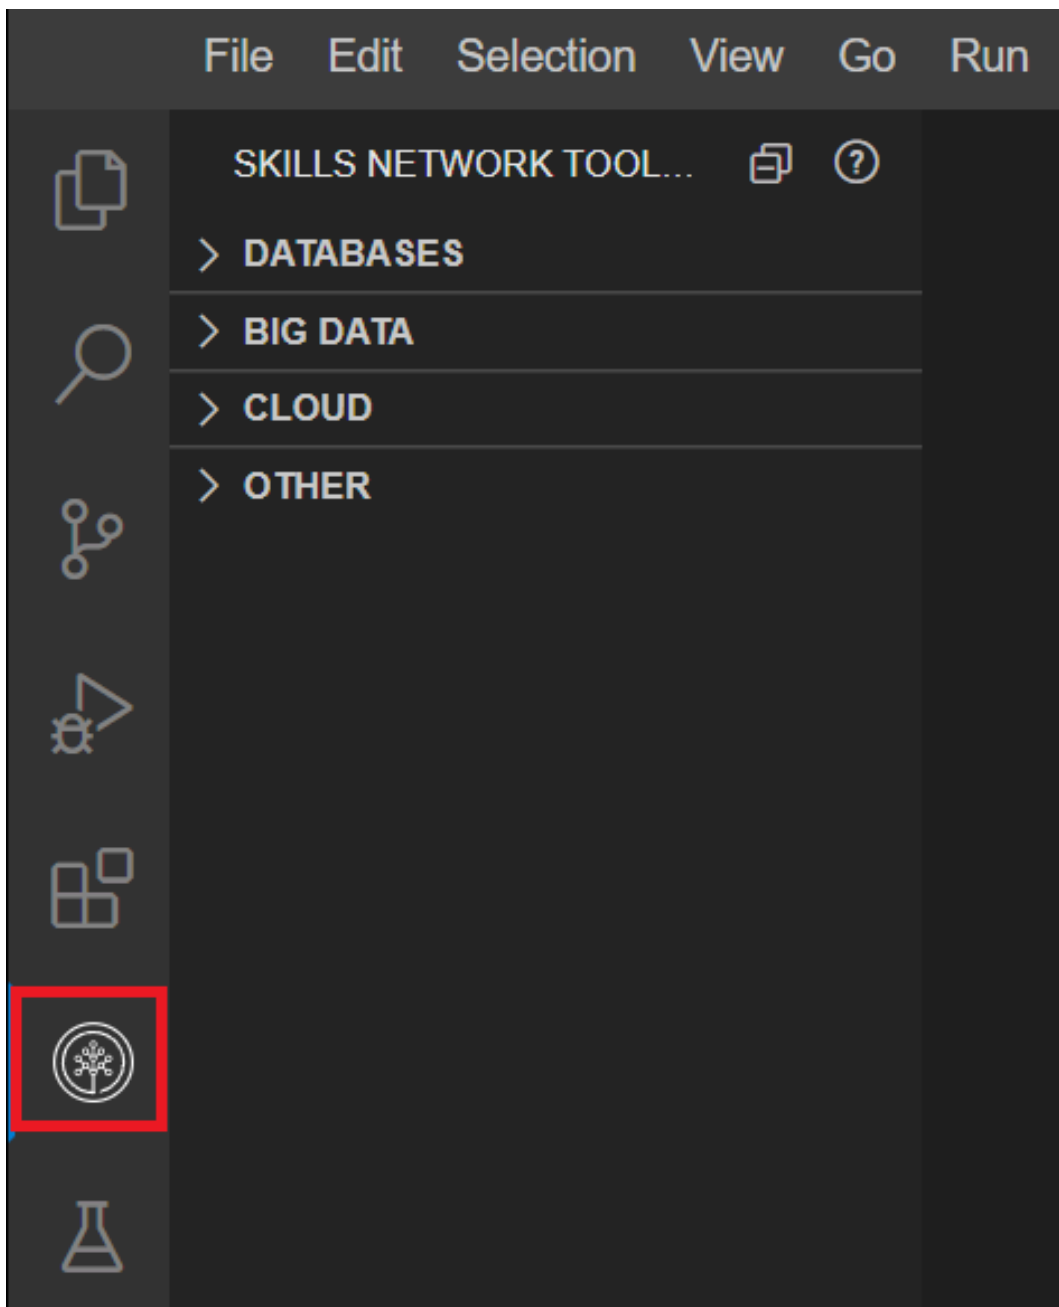 File Edit Selection View Go Run
SKILLS NETWORK TOOL...
DATABASES
BIG DATA
CLOUD
OTHER